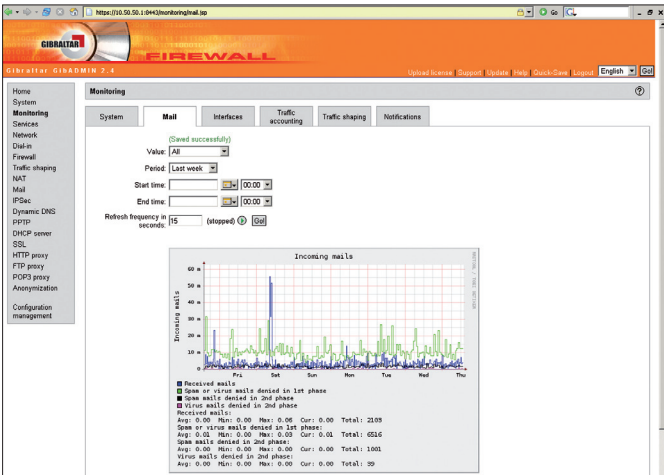 https://10.50.50.1:8443/monitoring/mail.jsp
Go
GIBRALTAR
FIREWALL
Gibraltar GibADMIN 2.4
Upload license | Support | Update | Help | Quick-Save | Logout
English
Go!
Home
System
Monitoring
Services
Network
Dial-in
Firewall
Traffic shaping
NAT
Mail
IPSec
Dynamic DNS
PPTP
DHCP server
SSL
HTTP proxy
FTP proxy
POP3 proxy
Anonymization
Configuration
management
Monitoring
System
Mail
Interfaces
Traffic
accounting
Traffic shaping
Notifications
(Saved successfully)
Value: All
Period: Last week
Start time: 00:00
End time: 00:00
Refresh frequency in
seconds: 15 (stopped) Go!
Incoming mails
Incoming mails
60 m
50 m
40 m
30 m
20 m
10 m
0
Fri Sat Sun Mon Tue Wed Thu
Received mails
Spam or virus mails denied in 1st phase
Spam mails denied in 2nd phase
Virus mails denied in 2nd phase
Received mails:
Avg: 0.00 Min: 0.00 Max: 0.06 Cur: 0.00 Total: 2103
Spam or virus mails denied in 1st phase:
Avg: 0.01 Min: 0.00 Max: 0.03 Cur: 0.01 Total: 6516
Spam mails denied in 2nd phase:
Avg: 0.00 Min: 0.00 Max: 0.00 Cur: 0.00 Total: 1001
Virus mails denied in 2nd phase:
Avg: 0.00 Min: 0.00 Max: 0.00 Cur: 0.00 Total: 39